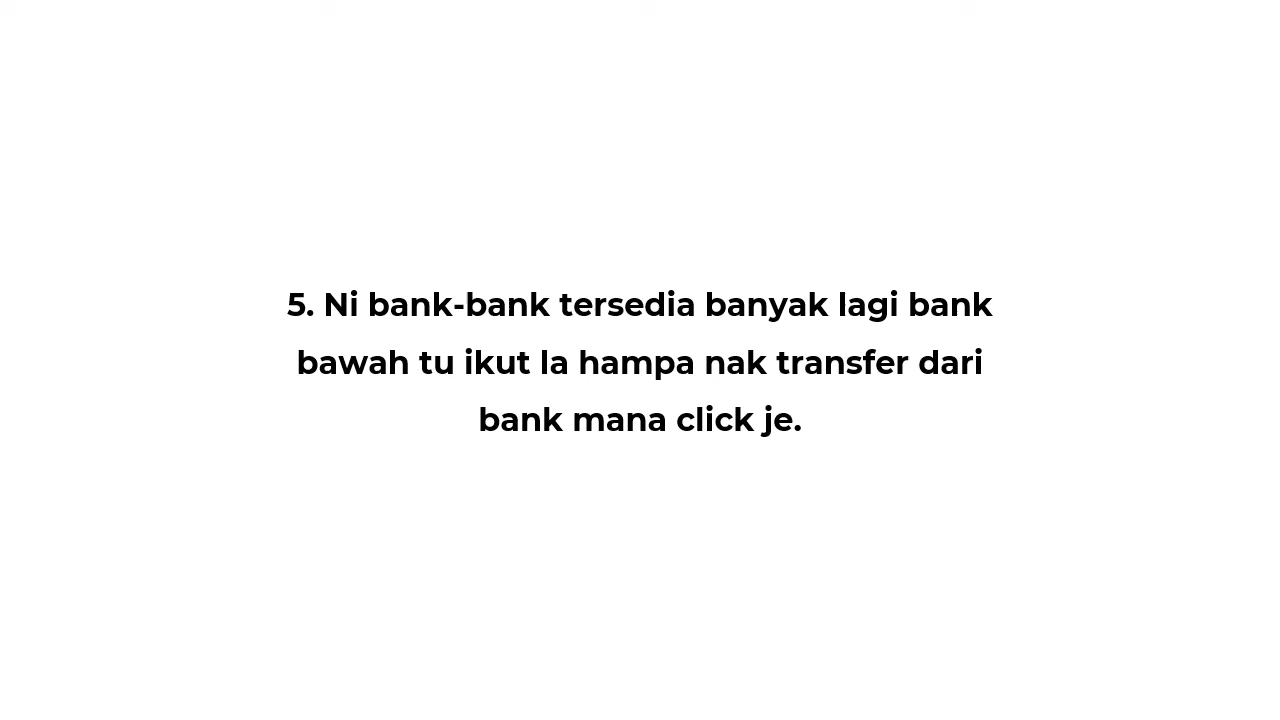 5. Ni bank-bank tersedia banyak lagi bank
bawah tu ikut la hampa nak transfer dari
bank mana click je.